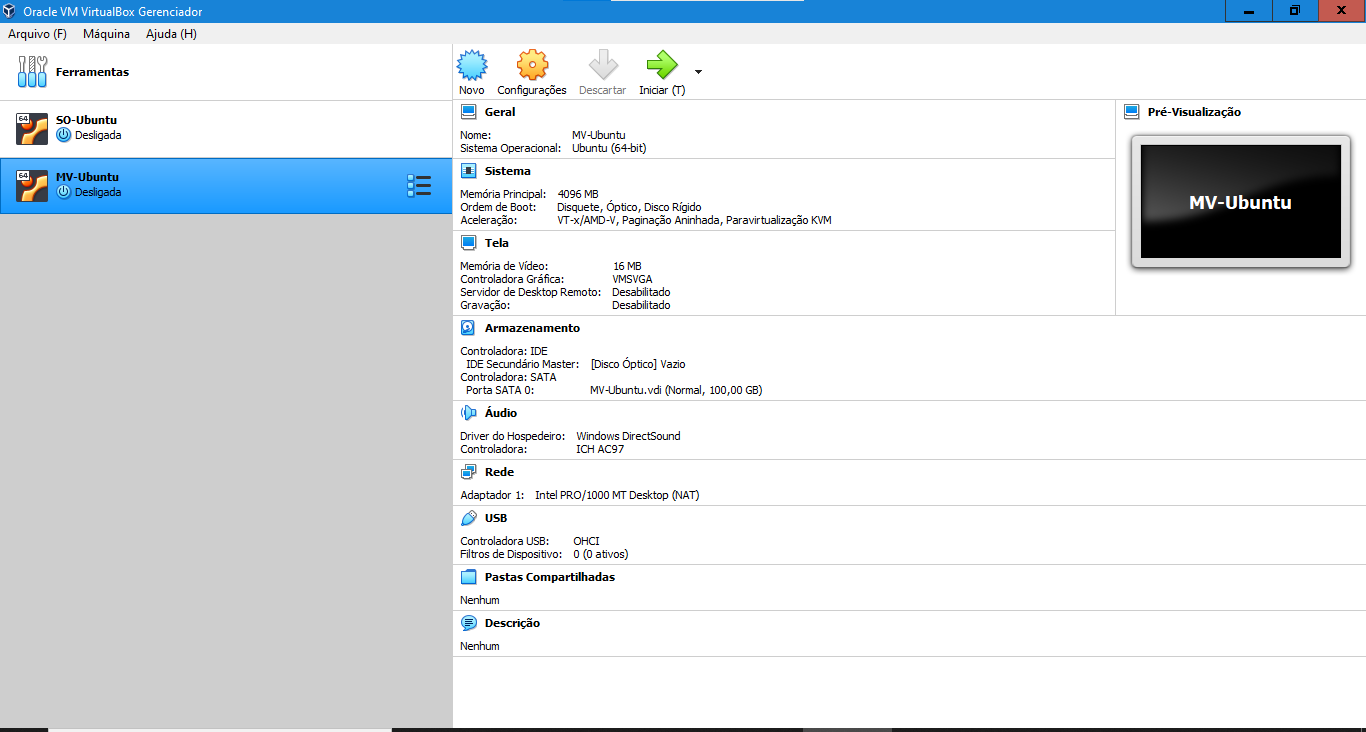 Oracle VM VirtualBox Gerenciador
Arquivo (F) Máquina Ajuda (H)
Ferramentas
64 SO-Ubuntu
Desligada
64 MV-Ubuntu
Desligada
Novo Configurações Descartar Iniciar (T)
Geral
Nome: MV-Ubuntu
Sistema Operacional: Ubuntu (64-bit)
Sistema
Memória Principal: 4096 MB
Ordem de Boot: Disquete, Óptico, Disco Rígido
Aceleração: VT-x/AMD-V, Paginação Aninhada, Paravirtualização KVM
Tela
Memória de Vídeo: 16 MB
Controladora Gráfica: VMSVGA
Servidor de Desktop Remoto: Desabilitado
Gravação: Desabilitado
Armazenamento
Controladora: IDE
IDE Secundário Master: [Disco Óptico] Vazio
Controladora: SATA
Porta SATA 0: MV-Ubuntu.vdi (Normal, 100,00 GB)
Áudio
Driver do Hospedeiro: Windows DirectSound
Controladora: ICH AC97
Rede
Adaptador 1: Intel PRO/1000 MT Desktop (NAT)
USB
Controladora USB: OHCI
Filtros de Dispositivo: 0 (0 ativos)
Pastas Compartilhadas
Nenhum
Descrição
Nenhum
Pré-Visualização
MV-Ubuntu